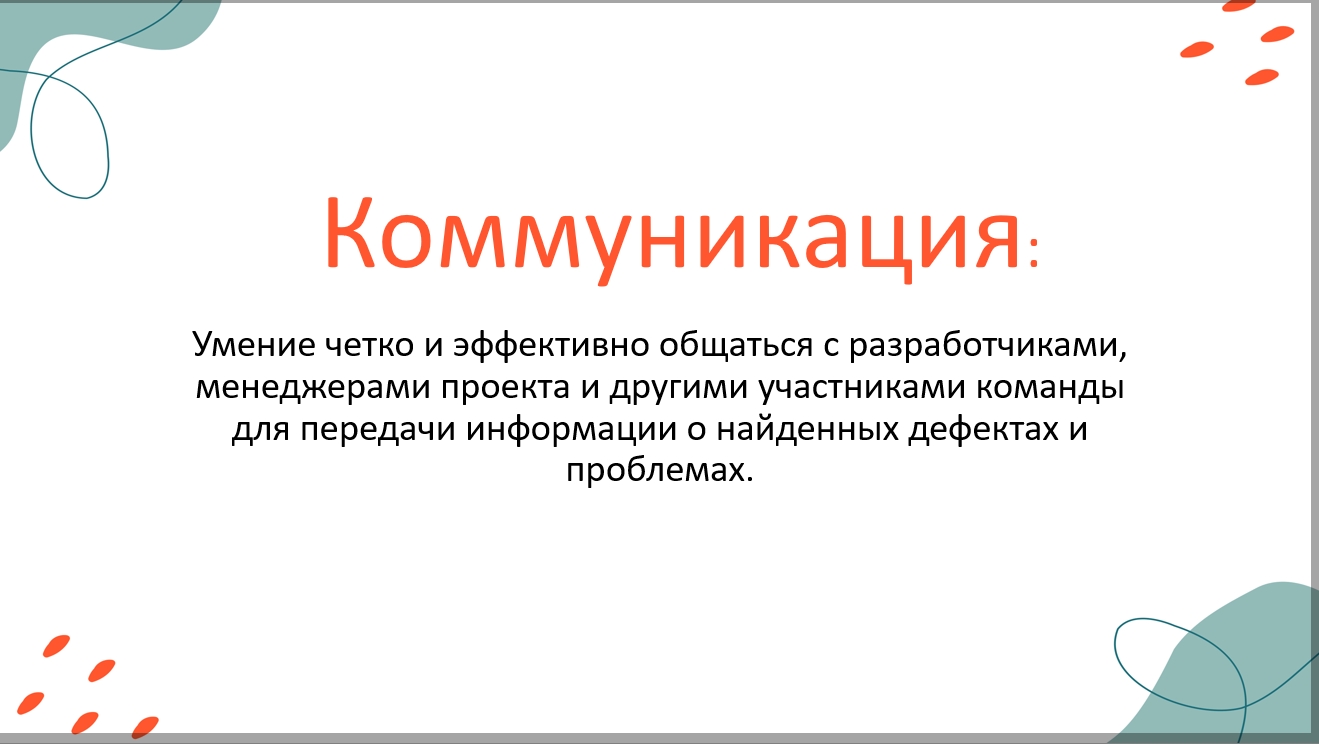 Коммуникация:
Умение четко и эффективно общаться с разработчиками,
менеджерами проекта и другими участниками команды
для передачи информации о найденных дефектах и
проблемах.